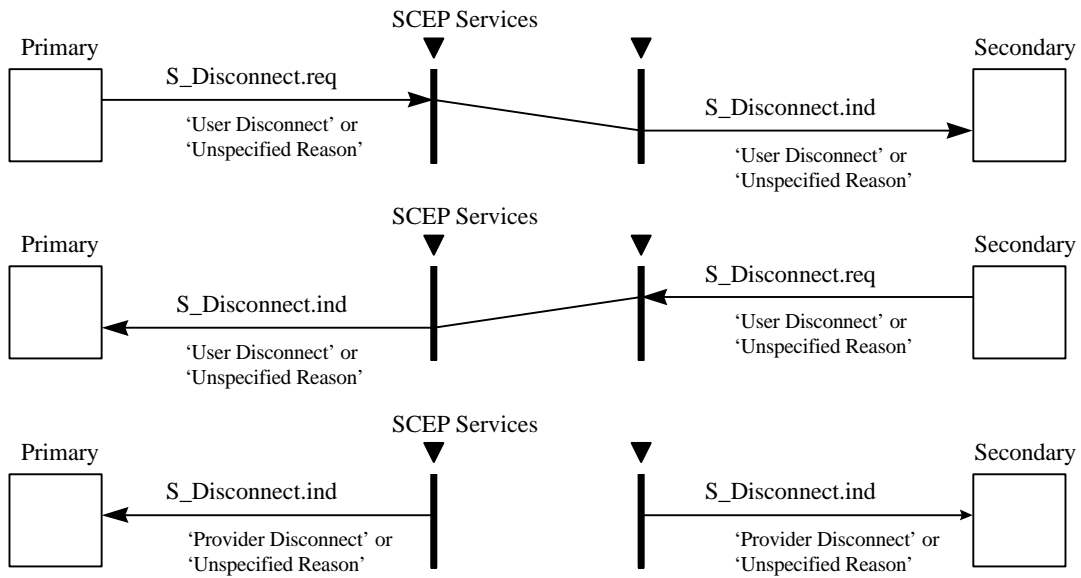 SCEP Services
Primary
Secondary
S_Disconnect.req
‘User Disconnect’ or
‘Unspecified Reason’
S_Disconnect.ind
‘User Disconnect’ or
‘Unspecified Reason’
SCEP Services
Primary
Secondary
S_Disconnect.ind
‘User Disconnect’ or
‘Unspecified Reason’
S_Disconnect.req
‘User Disconnect’ or
‘Unspecified Reason’
SCEP Services
Primary
Secondary
S_Disconnect.ind
‘Provider Disconnect’ or
‘Unspecified Reason’
S_Disconnect.ind
‘Provider Disconnect’ or
‘Unspecified Reason’